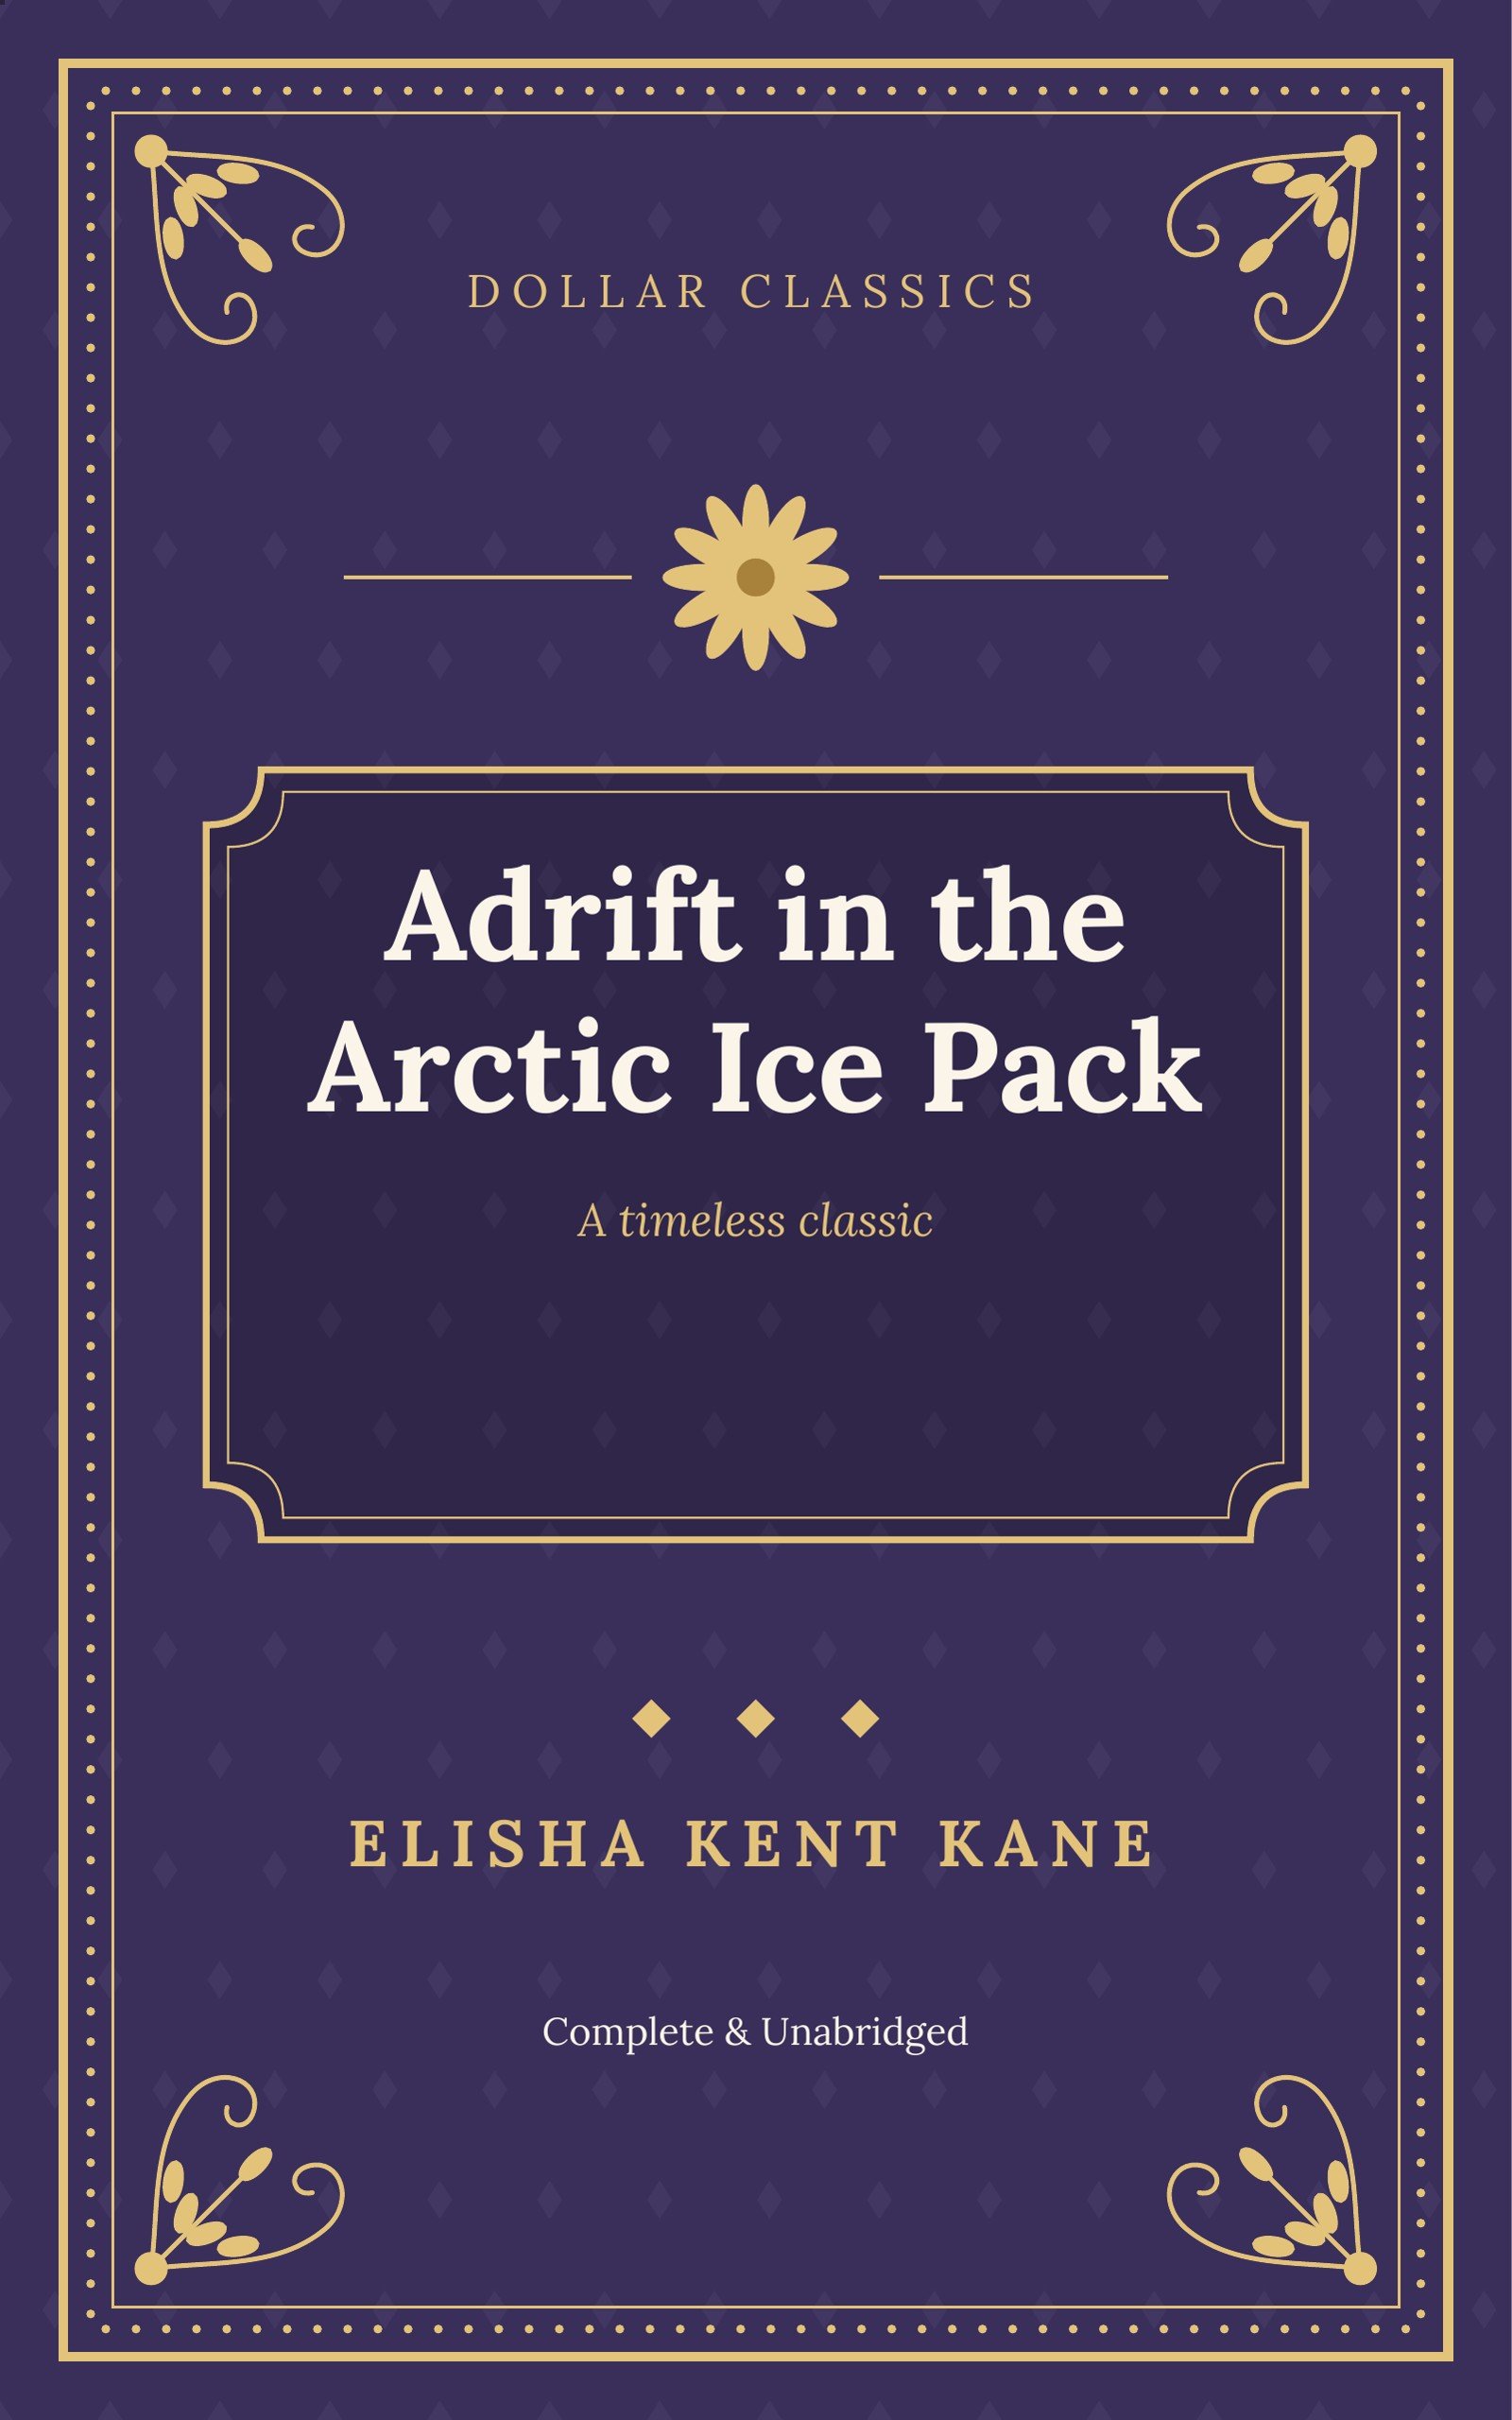 DOLLAR CLASSICS
Adrift in the
Arctic Ice Pack
A timeless classic
ELISHA KENT KANE
Complete & Unabridged